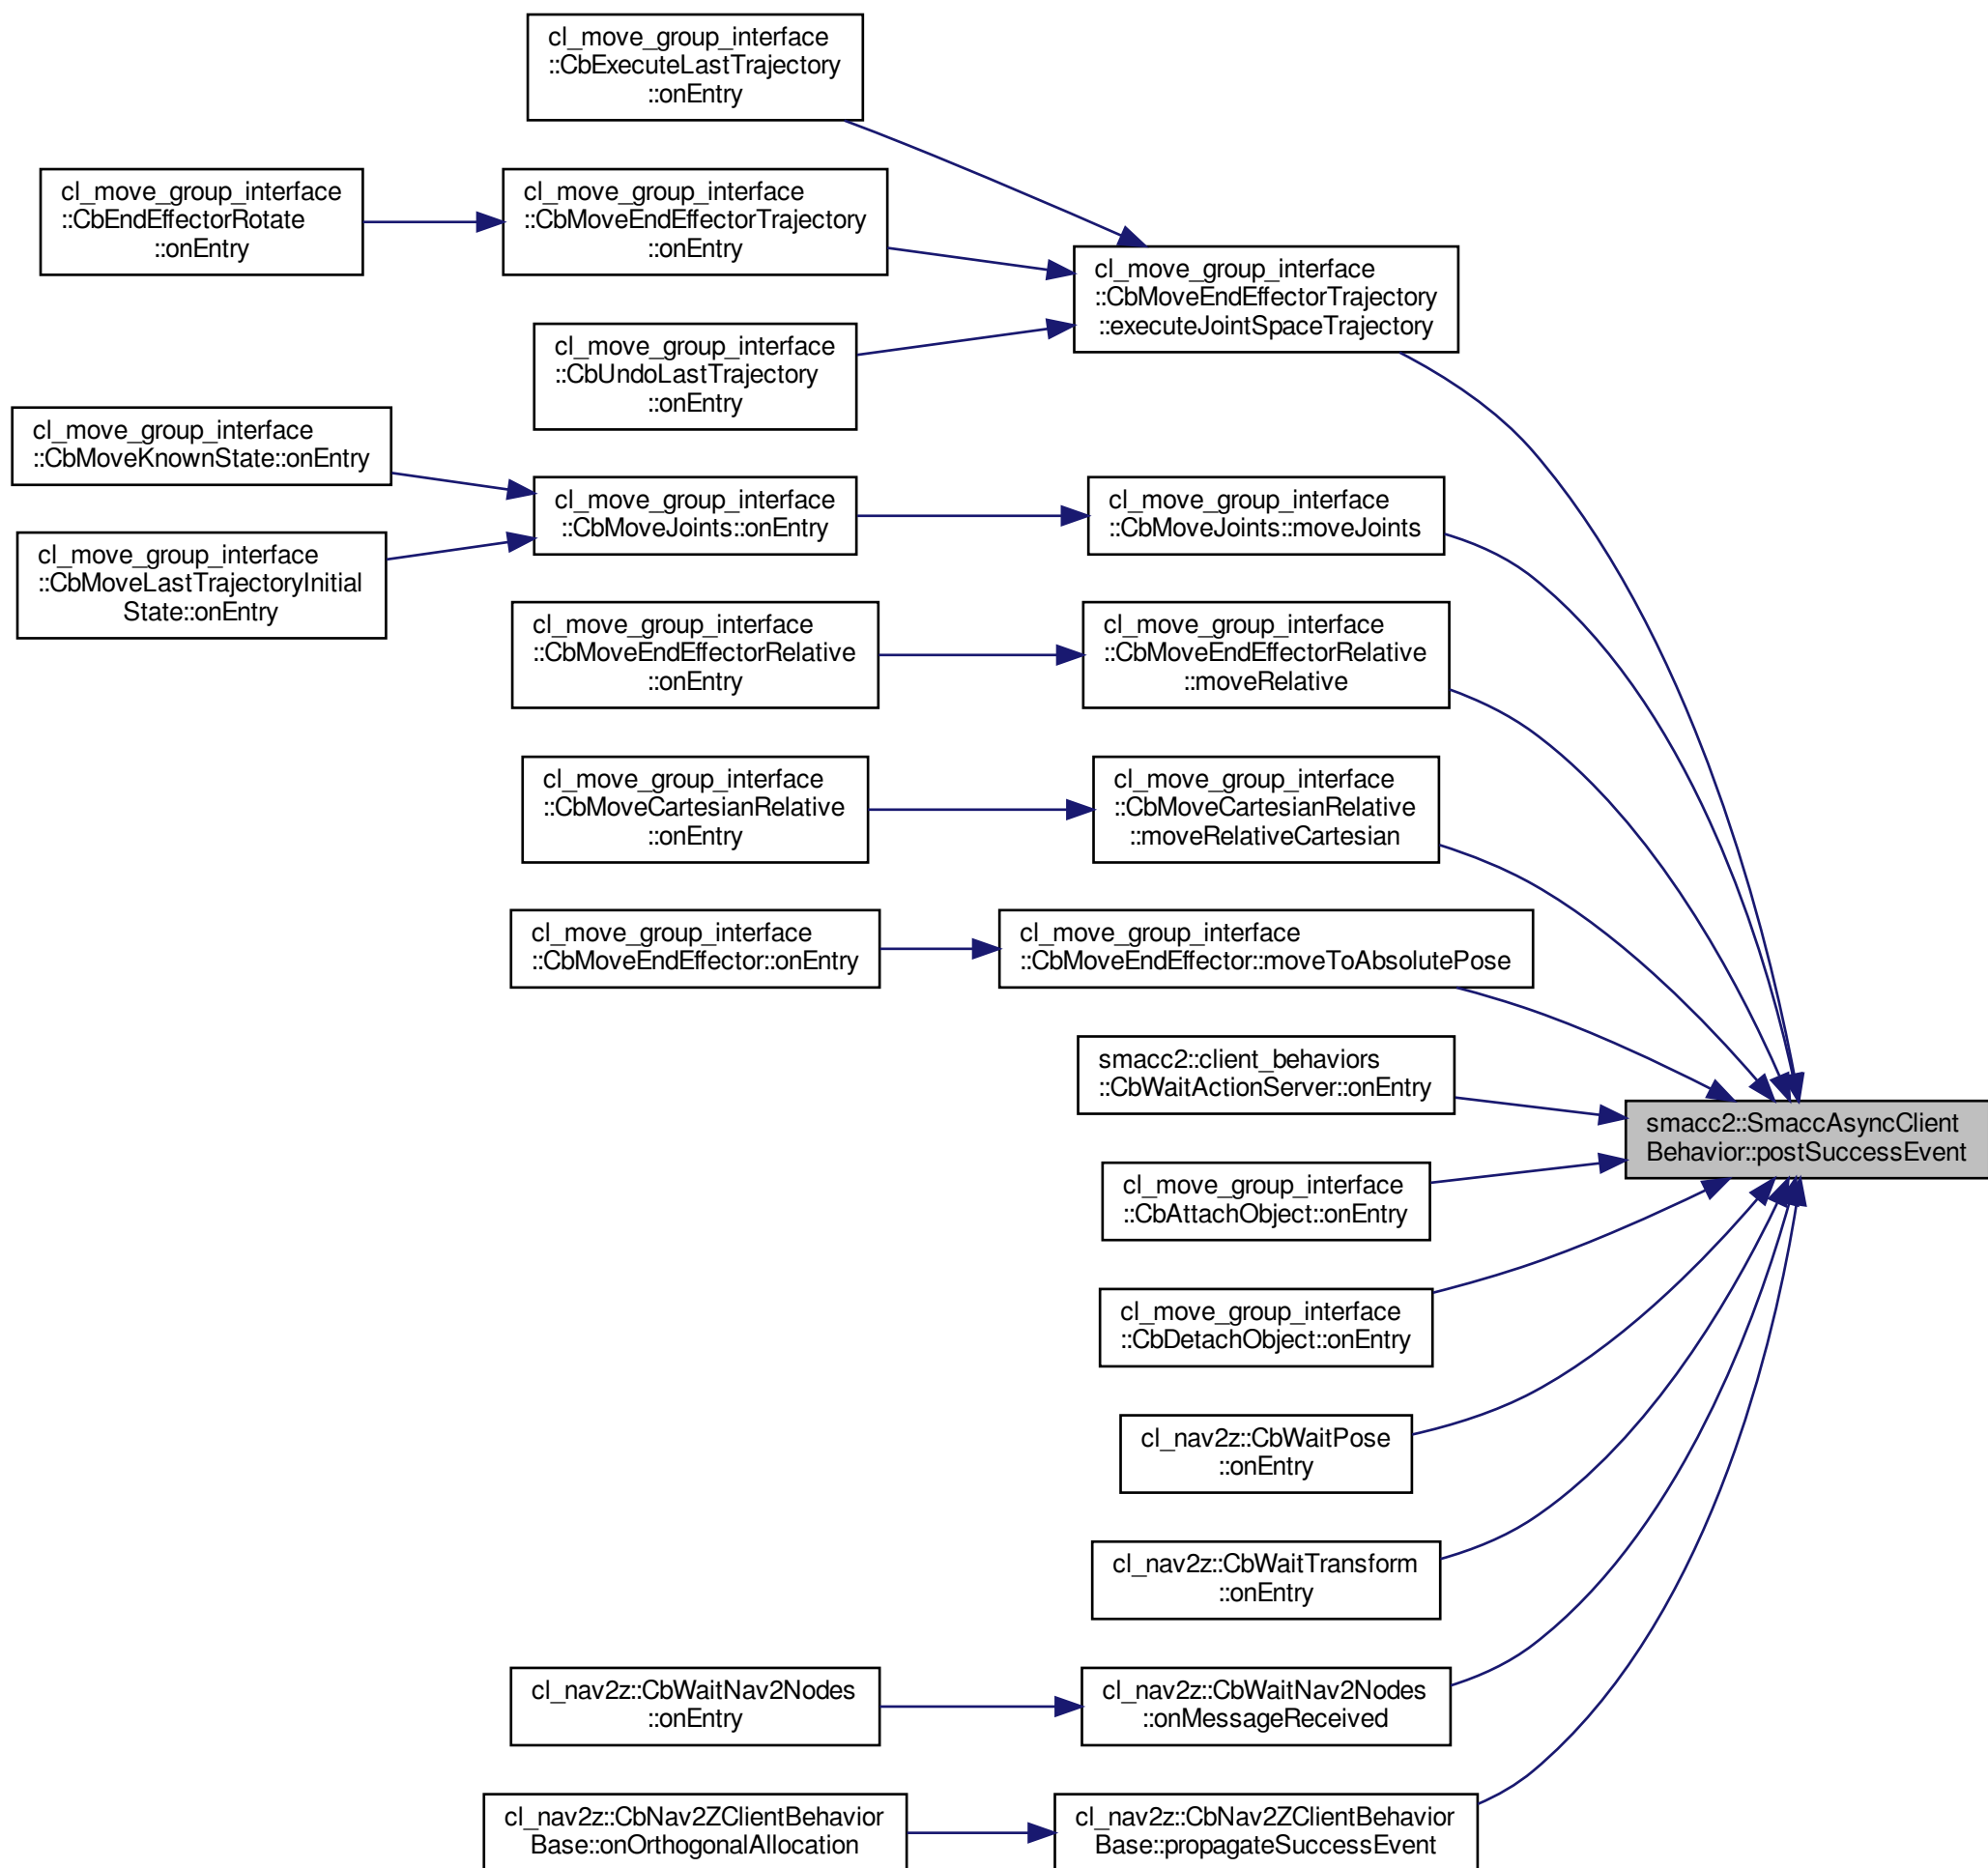 cl_move_group_interface
::CbExecuteLastTrajectory
::onEntry
cl_move_group_interface
::CbEndEffectorRotate
::onEntry
cl_move_group_interface
::CbMoveEndEffectorTrajectory
::onEntry
cl_move_group_interface
::CbMoveEndEffectorTrajectory
::executeJointSpaceTrajectory
cl_move_group_interface
::CbUndoLastTrajectory
::onEntry
cl_move_group_interface
::CbMoveKnownState::onEntry
cl_move_group_interface
::CbMoveJoints::onEntry
cl_move_group_interface
::CbMoveJoints::moveJoints
cl_move_group_interface
::CbMoveLastTrajectoryInitial
State::onEntry
cl_move_group_interface
::CbMoveEndEffectorRelative
::onEntry
cl_move_group_interface
::CbMoveEndEffectorRelative
::moveRelative
cl_move_group_interface
::CbMoveCartesianRelative
::onEntry
cl_move_group_interface
::CbMoveCartesianRelative
::moveRelativeCartesian
cl_move_group_interface
::CbMoveEndEffector::onEntry
cl_move_group_interface
::CbMoveEndEffector::moveToAbsolutePose
smacc2::client_behaviors
::CbWaitActionServer::onEntry
smacc2::SmaccAsyncClient
Behavior::postSuccessEvent
cl_move_group_interface
::CbAttachObject::onEntry
cl_move_group_interface
::CbDetachObject::onEntry
cl_nav2z::CbWaitPose
::onEntry
cl_nav2z::CbWaitTransform
::onEntry
cl_nav2z::CbWaitNav2Nodes
::onEntry
cl_nav2z::CbWaitNav2Nodes
::onMessageReceived
cl_nav2z::CbNav2ZClientBehavior
Base::onOrthogonalAllocation
cl_nav2z::CbNav2ZClientBehavior
Base::propagateSuccessEvent